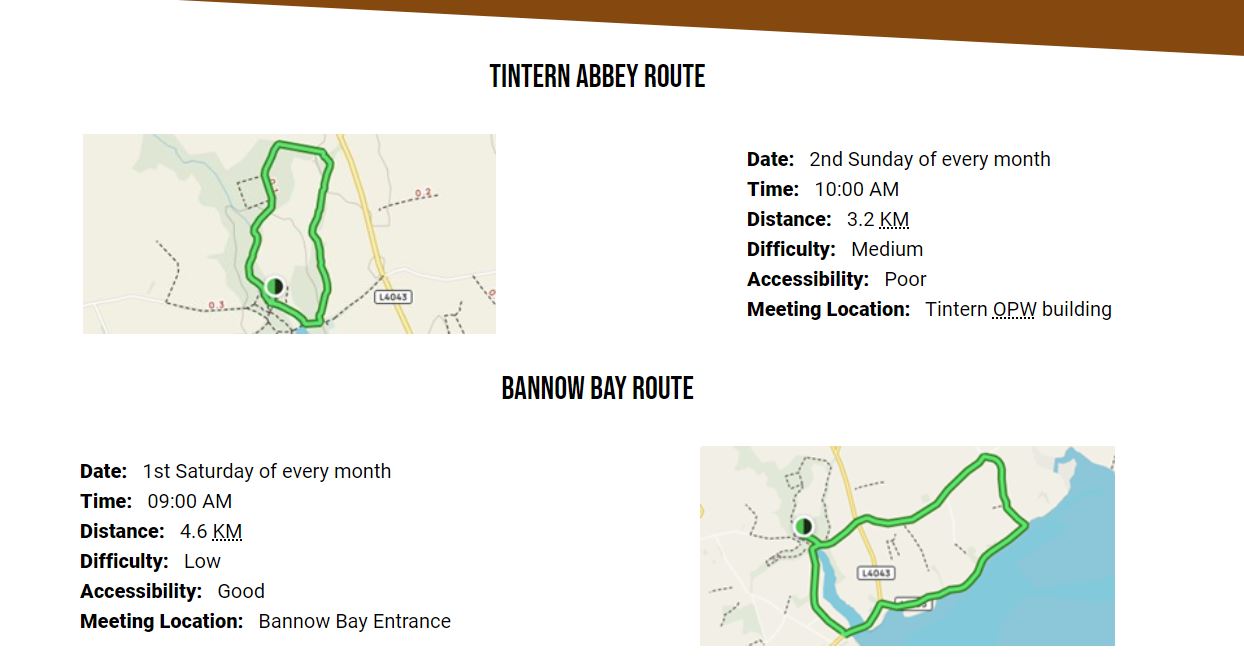 TINTERN ABBEY ROUTE
0.2
L4043
0.3
Date: 2nd Sunday of every month
Time: 10:00 AM
Distance: 3.2 KM
Difficulty: Medium
Accessibility: Poor
Meeting Location: Tintern OPW building
BANNOW BAY ROUTE
Date: 1st Saturday of every month
Time: 09:00 AM
Distance: 4.6 KM
Difficulty: Low
Accessibility: Good
Meeting Location: Bannow Bay Entrance
L4043